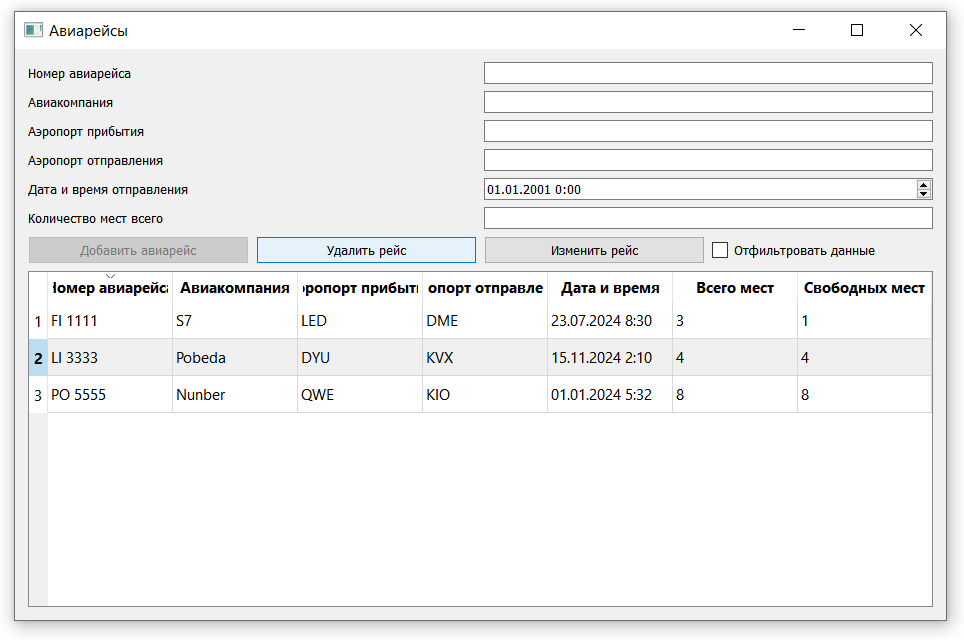 Авиарейсы
Номер авиарейса
Авиакомпания
Аэропорт прибытия
Аэропорт отправления
Дата и время отправления 01.01.2001 0:00
Количество мест всего
Добавить авиарейс Удалить рейс Изменить рейс Отфильтровать данные
Номер авиарейса Авиакомпания эропорт прибыти опорт отправле Дата и время Всего мест Свободных мест
1 FI 1111 S7 LED DME 23.07.2024 8:30 3 1
2 LI 3333 Pobeda DYU KVX 15.11.2024 2:10 4 4
3 PO 5555 Nunber QWE KIO 01.01.2024 5:32 8 8